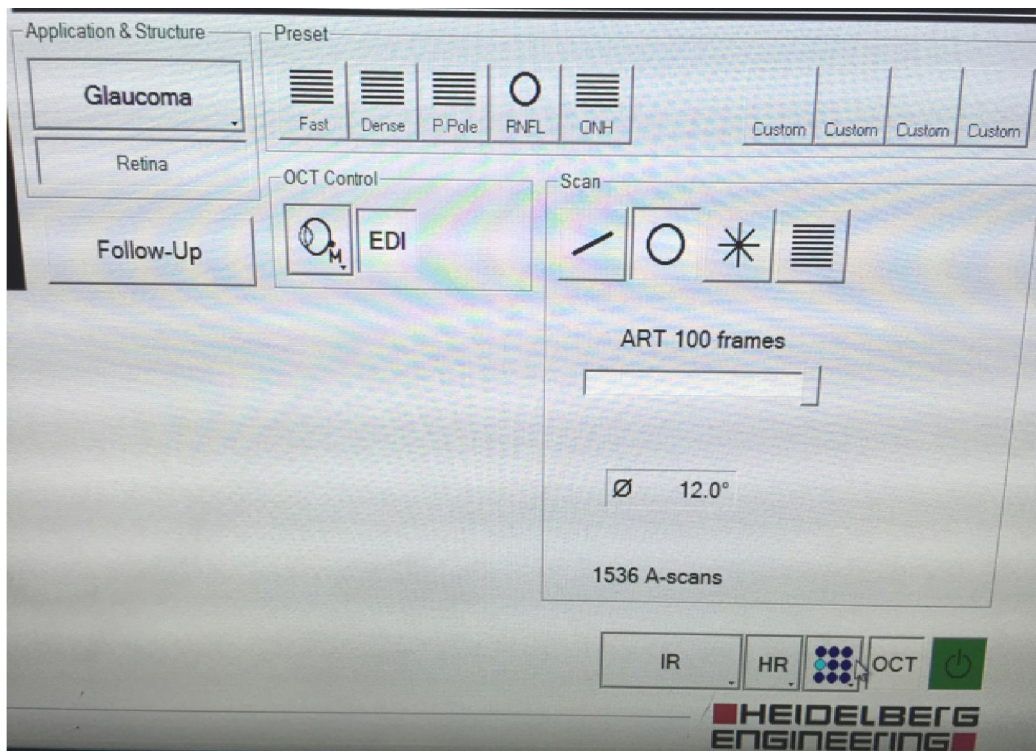 Application & Structure
Preset
Glaucoma
Fast
Dense
P.Pole
RNFL
ONH
Custom
Custom
Custom
Custom
Retina
OCT Control
Scan
Follow-Up
M
EDI
ART 100 frames
Ø 12.0°
1536 A-scans
IR
HR
OCT
HEIDELBERG
ENGINEERING